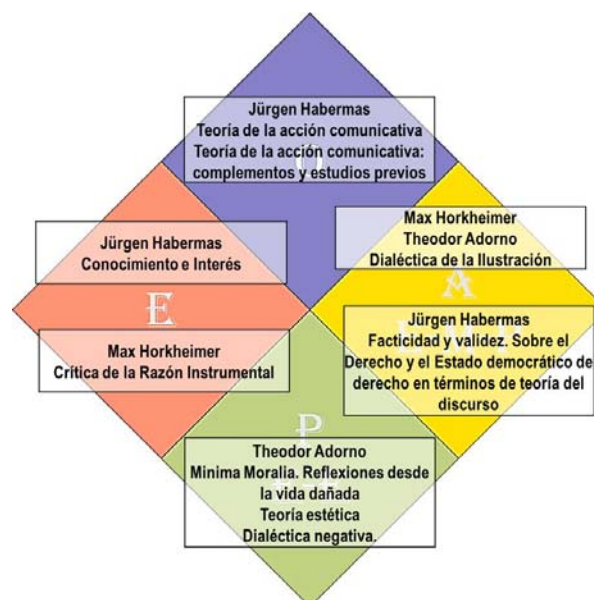 Jürgen Habermas
Teoría de la acción comunicativa
Teoría de la acción comunicativa:
complementos y estudios previos
O
Jürgen Habermas
Conocimiento e Interés
E
Max Horkheimer
Crítica de la Razón Instrumental
Max Horkheimer
Theodor Adorno
Dialéctica de la Ilustración
A
Jürgen Habermas
Facticidad y validez. Sobre el
Derecho y el Estado democrático de
derecho en términos de teoría del
discurso
P
Theodor Adorno
Minima Moralia. Reflexiones desde
la vida dañada
Teoría estética
Dialéctica negativa.